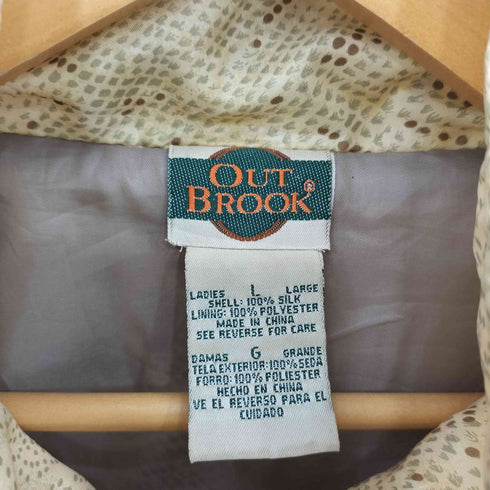 OUT
BROOK®
LADIES L LARGE
SHELL: 100% SILK
LINING: 100% POLYESTER
MADE IN CHINA
SEE REVERSE FOR CARE
DAMAS G GRANDE
TELA EXTERIOR: 100% SEDA
FORRO: 100% POLIESTER
HECHO EN CHINA
VE EL REVERSO PARA EL
CUIDADO